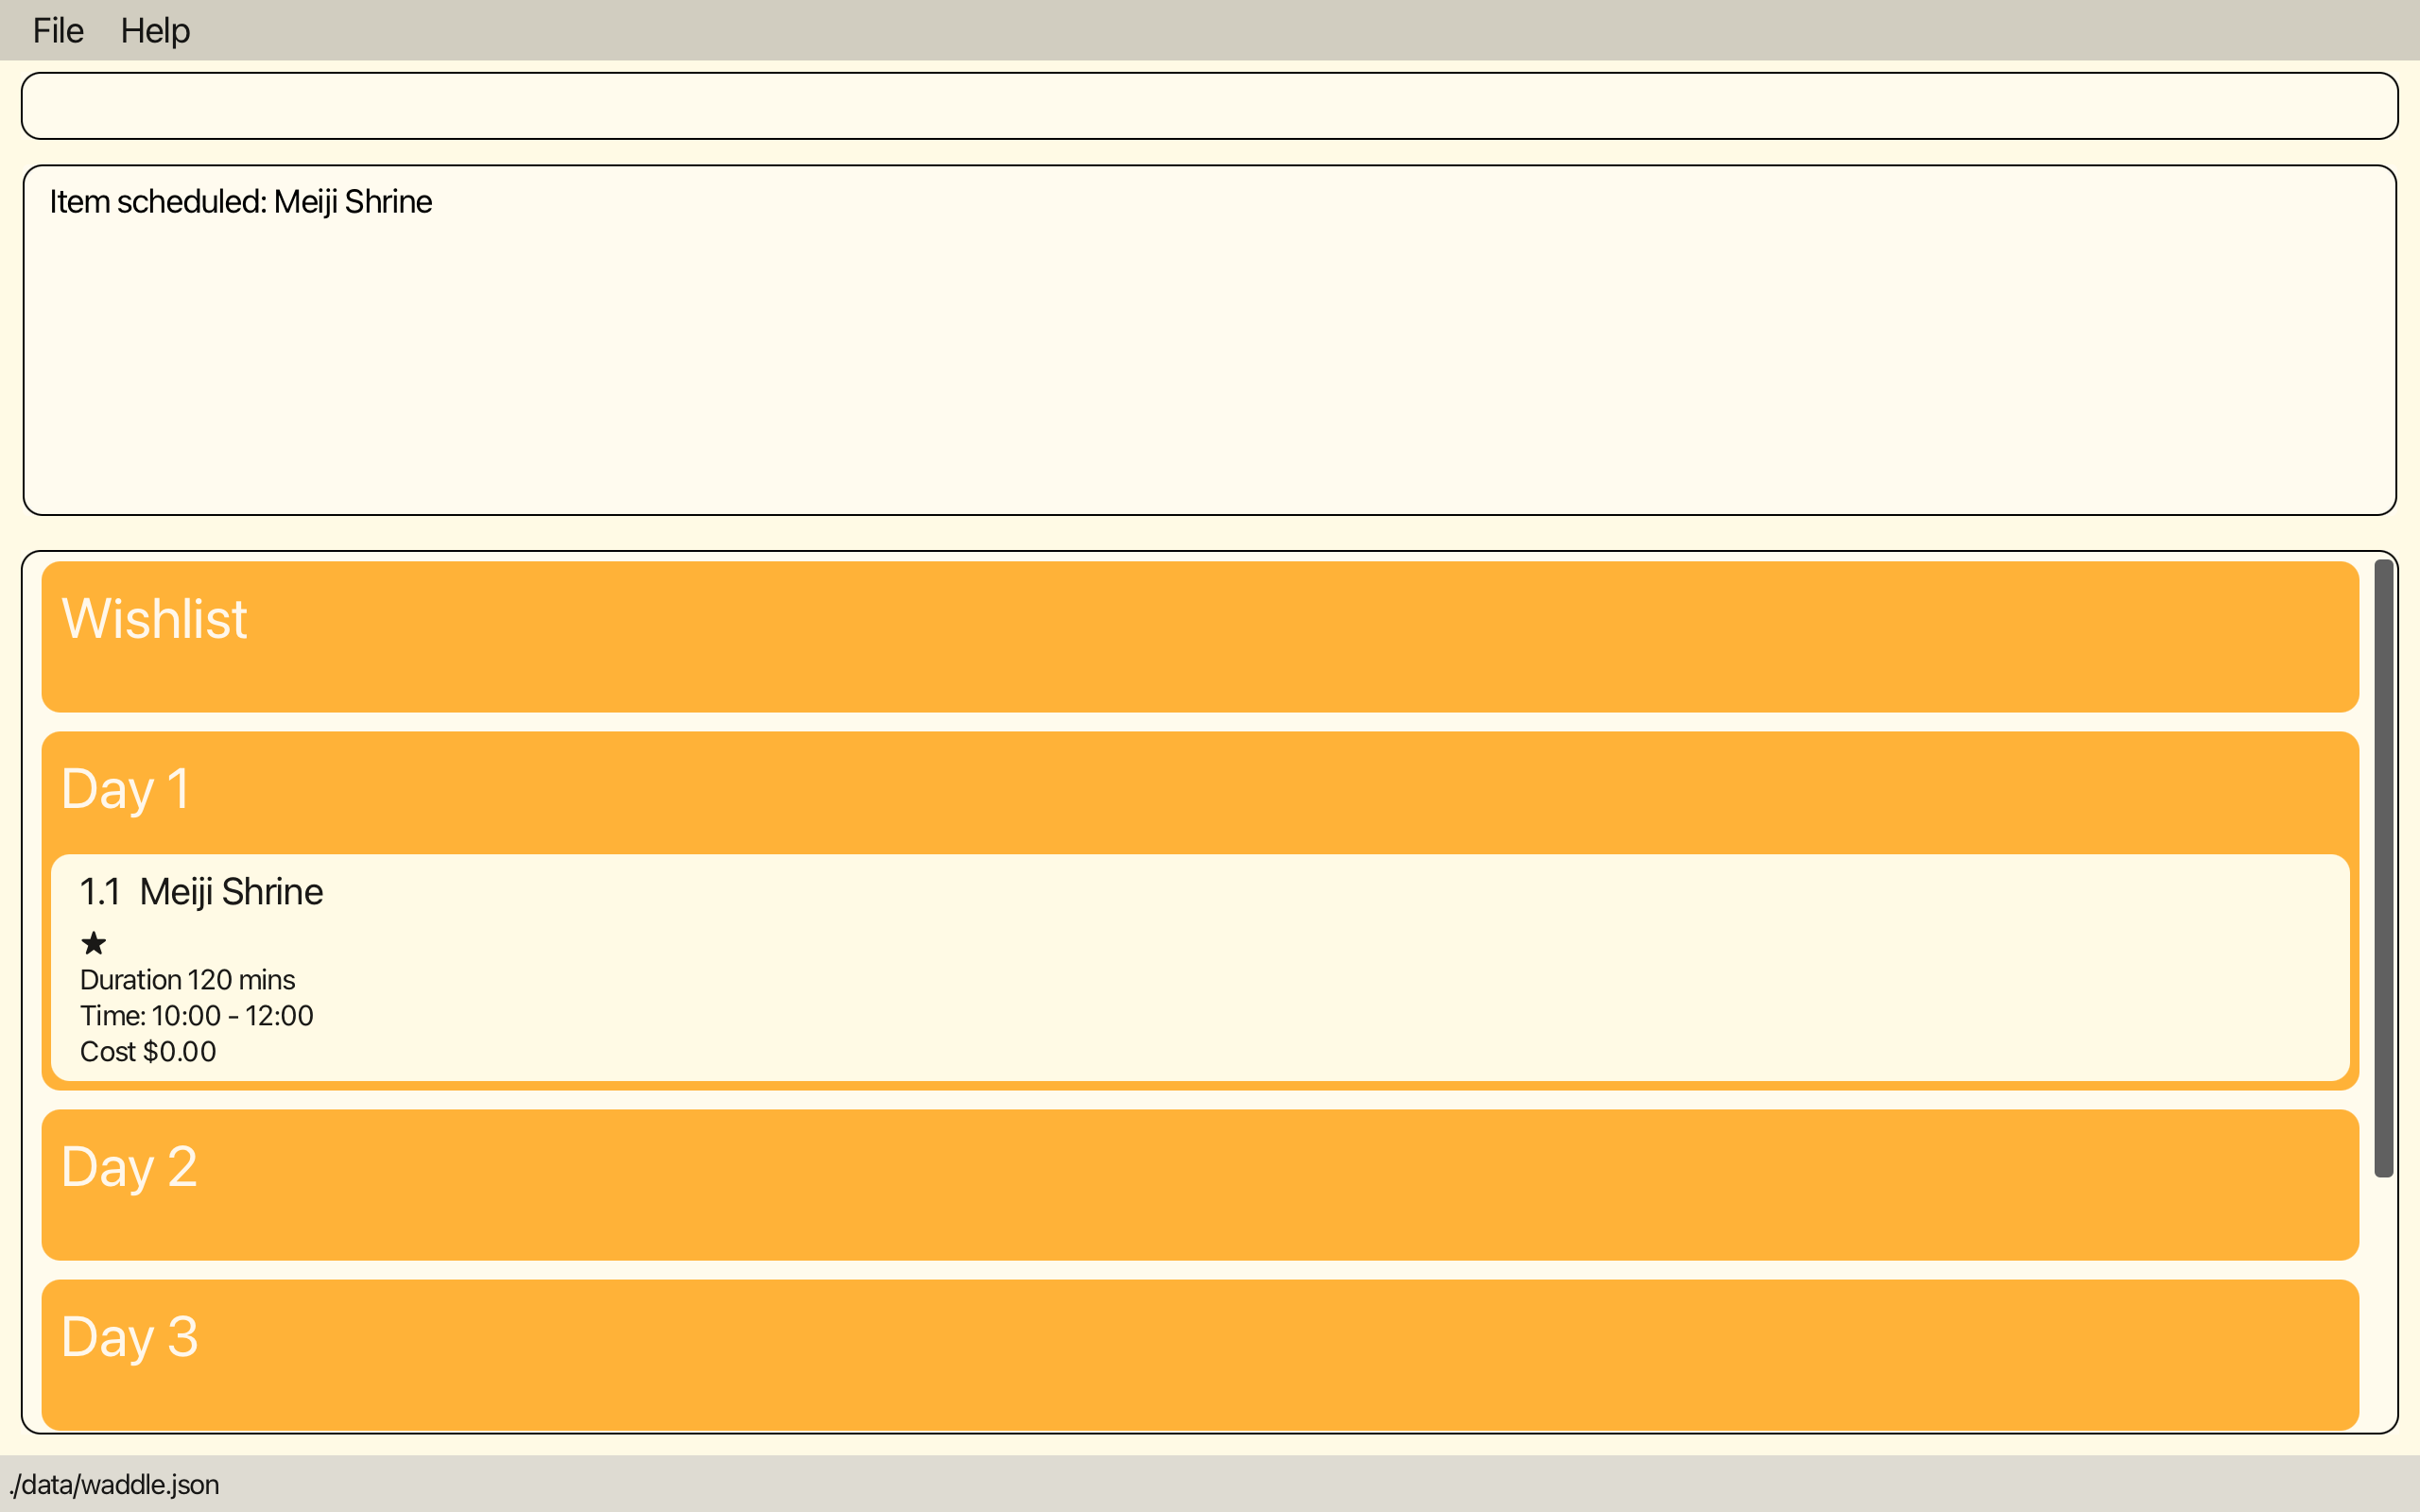 File Help
Item scheduled: Meiji Shrine
Wishlist
Day 1
1.1 Meiji Shrine
Duration 120 mins
Time: 10:00 - 12:00
Cost $0.00
Day 2
Day 3
./data/waddle.json